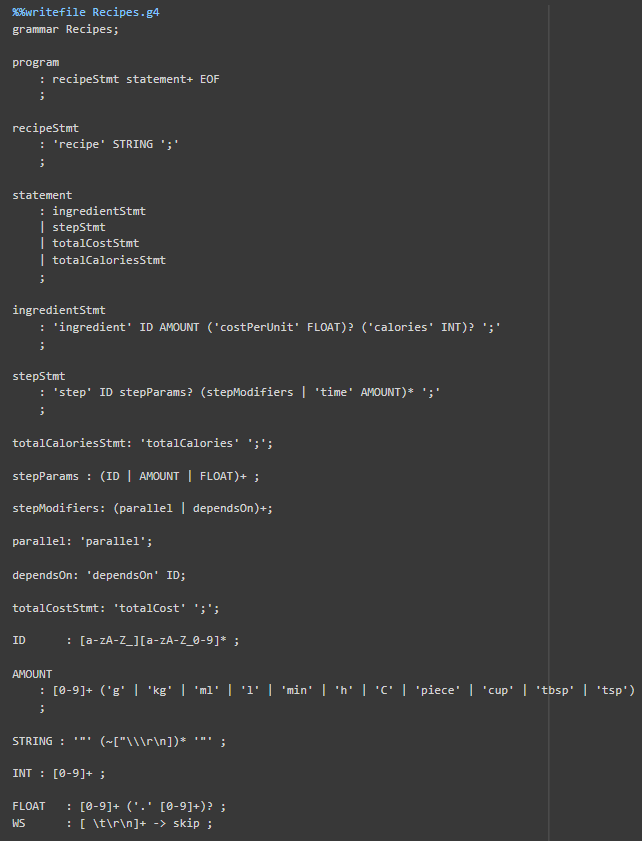 %%writefile Recipes.g4
grammar Recipes;
program
    : recipeStmt statement+ EOF
    ;
recipeStmt
    : 'recipe' STRING ';'
    ;
statement
    : ingredientStmt
    | stepStmt
    | totalCostStmt
    | totalCaloriesStmt
    ;
ingredientStmt
    : 'ingredient' ID AMOUNT ('costPerUnit' FLOAT)? ('calories' INT)? ';'
    ;
stepStmt
    : 'step' ID stepParams? (stepModifiers | 'time' AMOUNT)* ';'
    ;
totalCaloriesStmt: 'totalCalories' ';';
stepParams : (ID | AMOUNT | FLOAT)+ ;
stepModifiers: (parallel | dependsOn)+;
parallel: 'parallel';
dependsOn: 'dependsOn' ID;
totalCostStmt: 'totalCost' ';';
ID      : [a-zA-Z_][a-zA-Z_0-9]* ;
AMOUNT
    : [0-9]+ ('g' | 'kg' | 'ml' | 'l' | 'min' | 'h' | 'C' | 'piece' | 'cup' | 'tbsp' | 'tsp')
    ;
STRING : '"' (~["\\\r\n])* '"' ;
INT : [0-9]+ ;
FLOAT   : [0-9]+ ('.' [0-9]+)? ;
WS      : [ \t\r\n]+ -> skip ;